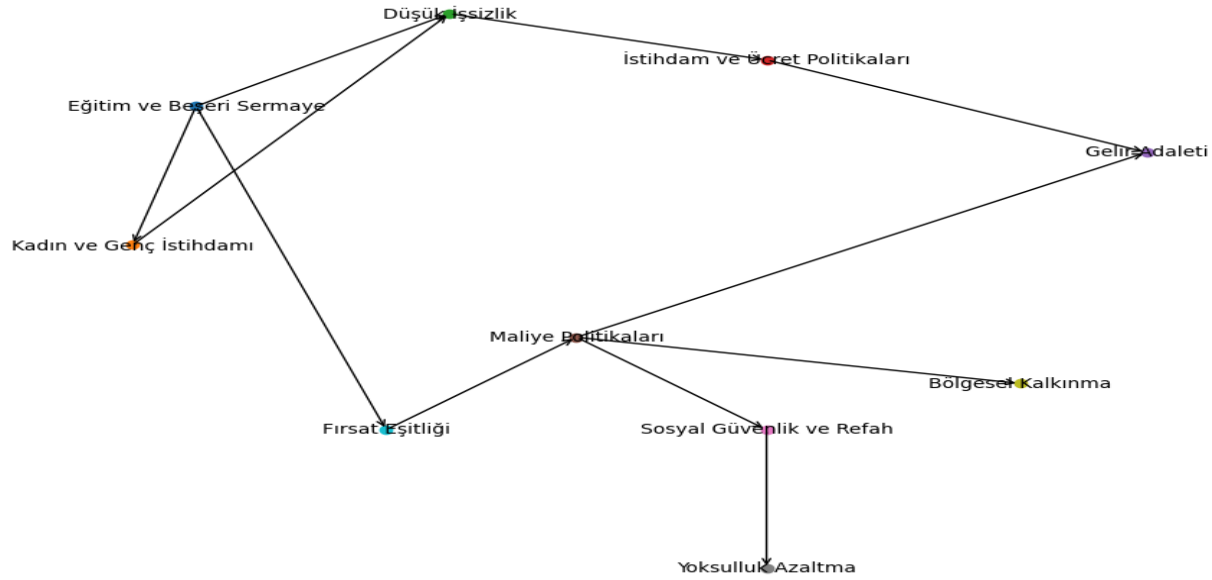 Düşük İşsizlik
İstihdam ve Ücret Politikaları
Eğitim ve Beşeri Sermaye
Gelir Adaleti
Kadın ve Genç İstihdamı
Maliye Politikaları
Bölgesel Kalkınma
Fırsat Eşitliği
Sosyal Güvenlik ve Refah
Yoksulluk Azaltma